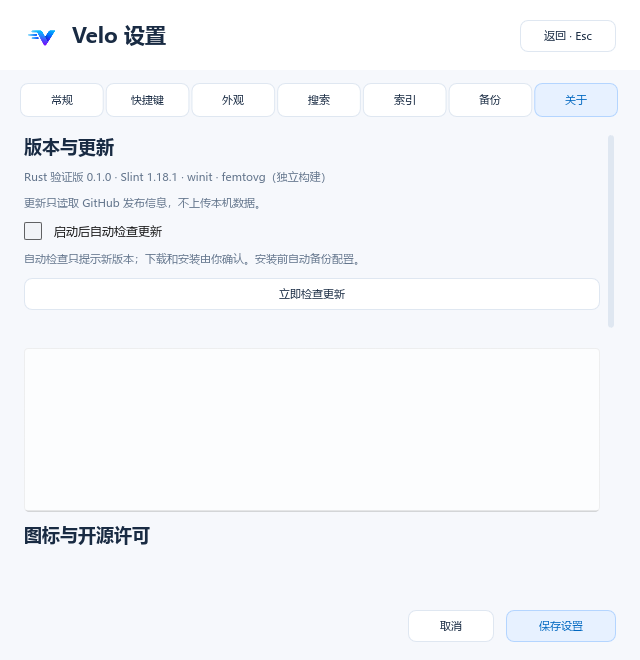 Velo 设置
返回 · Esc
常规
快捷键
外观
搜索
索引
备份
关于
版本与更新
Rust 验证版 0.1.0 · Slint 1.18.1 · winit · femtovg（独立构建）
更新只读取 GitHub 发布信息，不上传本机数据。
启动后自动检查更新
自动检查只提示新版本；下载和安装由你确认。安装前自动备份配置。
立即检查更新
图标与开源许可
取消
保存设置